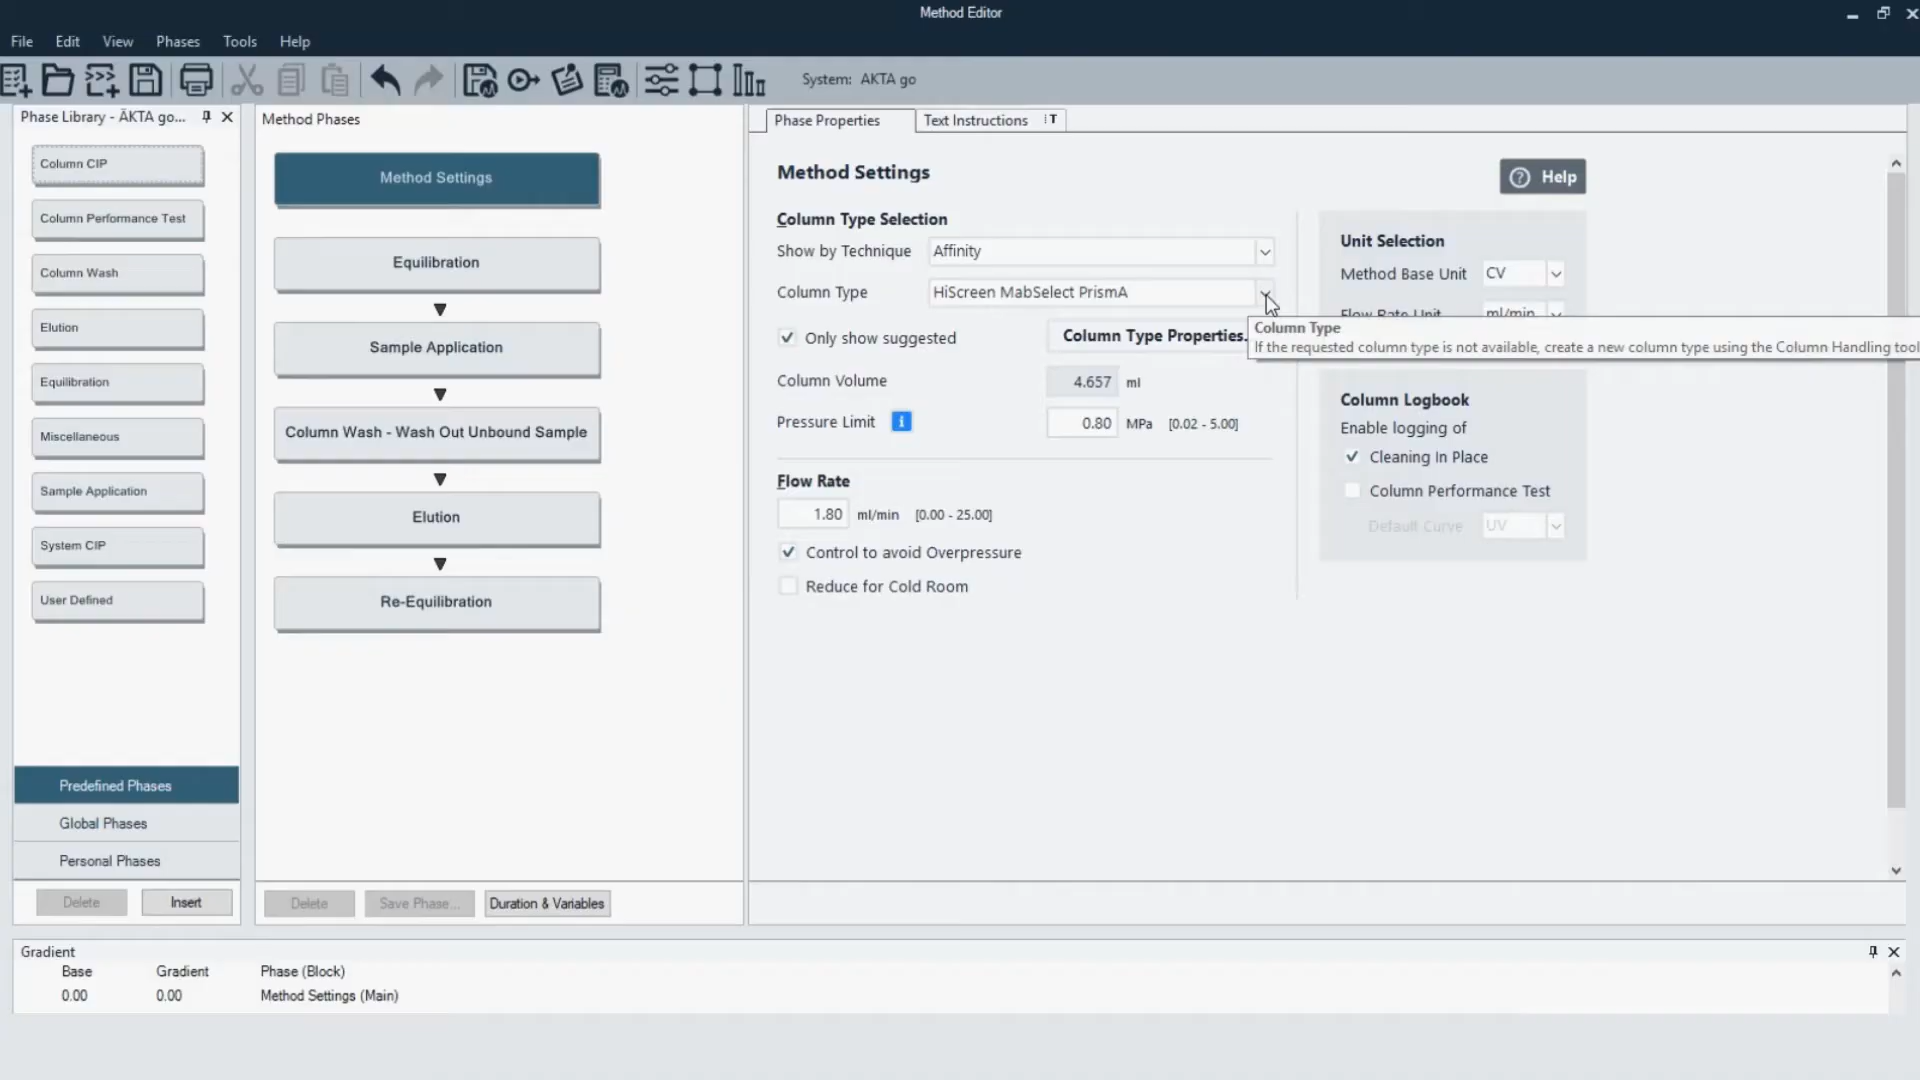 Method Editor
File Edit View Phases Tools Help
System: AKTA go
Phase Library - ÄKTA go...
Column CIP
Column Performance Test
Column Wash
Elution
Equilibration
Miscellaneous
Sample Application
System CIP
User Defined
Predefined Phases
Global Phases
Personal Phases
Delete Insert
Method Phases
Method Settings
Equilibration
Sample Application
Column Wash - Wash Out Unbound Sample
Elution
Re-Equilibration
Delete Save Phase... Duration & Variables
Phase Properties Text Instructions T
Method Settings
Help
Column Type Selection
Show by Technique Affinity
Column Type HiScreen MabSelect PrismA
Only show suggested Column Type Properties.
Column Volume 4.657 ml
Pressure Limit i 0.80 MPa [0.02 - 5.00]
Flow Rate
1.80 ml/min [0.00 - 25.00]
Control to avoid Overpressure
Reduce for Cold Room
Unit Selection
Method Base Unit CV
Flow Rate Unit ml/min
Column Type
If the requested column type is not available, create a new column type using the Column Handling tool
Column Logbook
Enable logging of
Cleaning In Place
Column Performance Test
Default Curve UV
Gradient
Base Gradient Phase (Block)
0.00 0.00 Method Settings (Main)